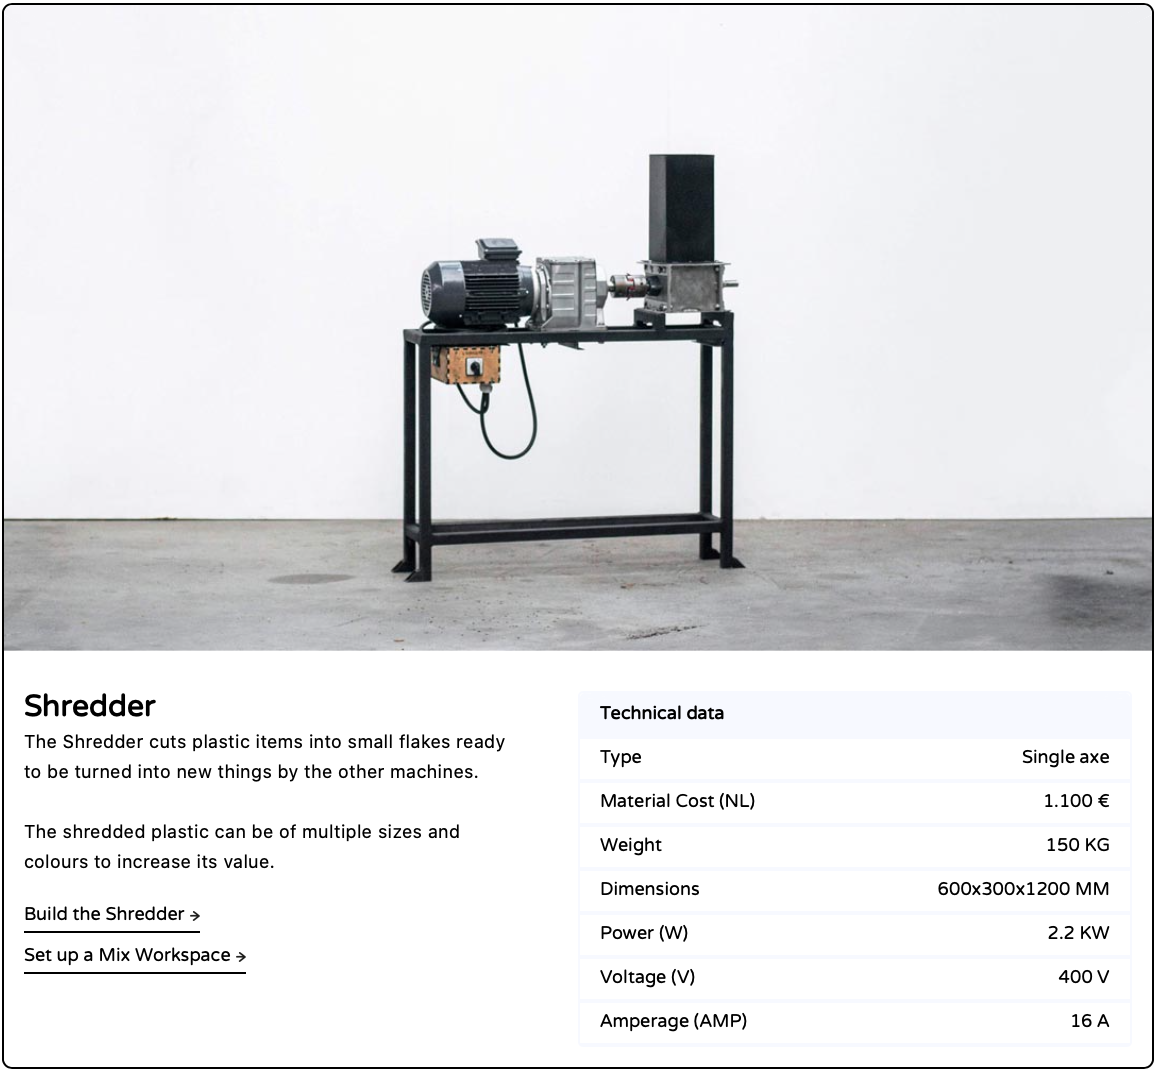 Shredder
The Shredder cuts plastic items into small flakes ready
to be turned into new things by the other machines.
The shredded plastic can be of multiple sizes and
colours to increase its value.
Build the Shredder →
Set up a Mix Workspace →
Technical data
Type Single axe
Material Cost (NL) 1.100 €
Weight 150 KG
Dimensions 600x300x1200 MM
Power (W) 2.2 KW
Voltage (V) 400 V
Amperage (AMP) 16 A